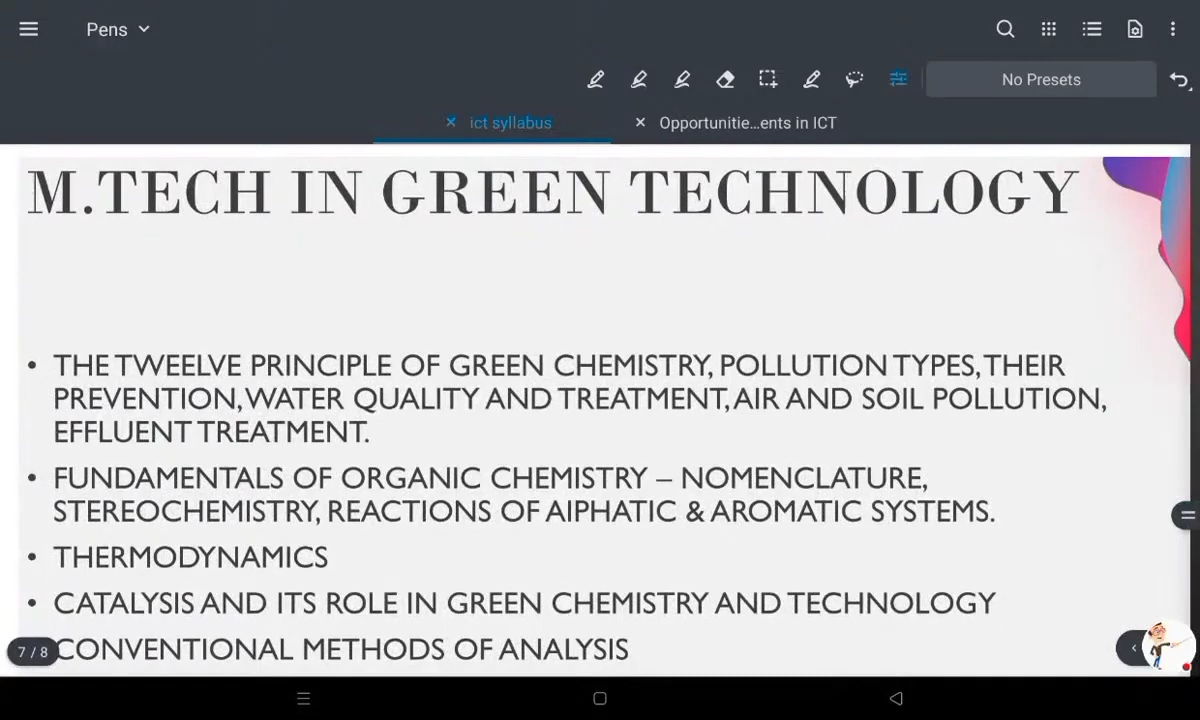 Pens
No Presets
ict syllabus
Opportunitie...ents in ICT
M.TECH IN GREEN TECHNOLOGY
• THE TWEELVE PRINCIPLE OF GREEN CHEMISTRY, POLLUTION TYPES, THEIR
PREVENTION, WATER QUALITY AND TREATMENT, AIR AND SOIL POLLUTION,
EFFLUENT TREATMENT.
• FUNDAMENTALS OF ORGANIC CHEMISTRY – NOMENCLATURE,
STEREOCHEMISTRY, REACTIONS OF AIPHATIC & AROMATIC SYSTEMS.
• THERMODYNAMICS
• CATALYSIS AND ITS ROLE IN GREEN CHEMISTRY AND TECHNOLOGY
CONVENTIONAL METHODS OF ANALYSIS
7 / 8